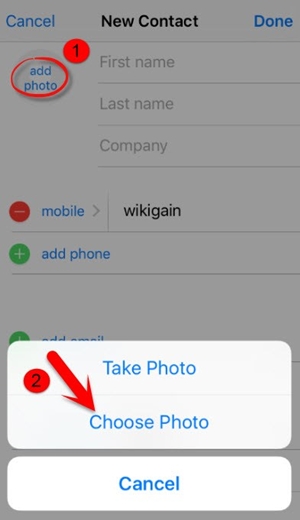 Cancel New Contact Done
1
add
photo
First name
Last name
Company
mobile wikigain
add phone
add email
Take Photo
2
Choose Photo
Cancel